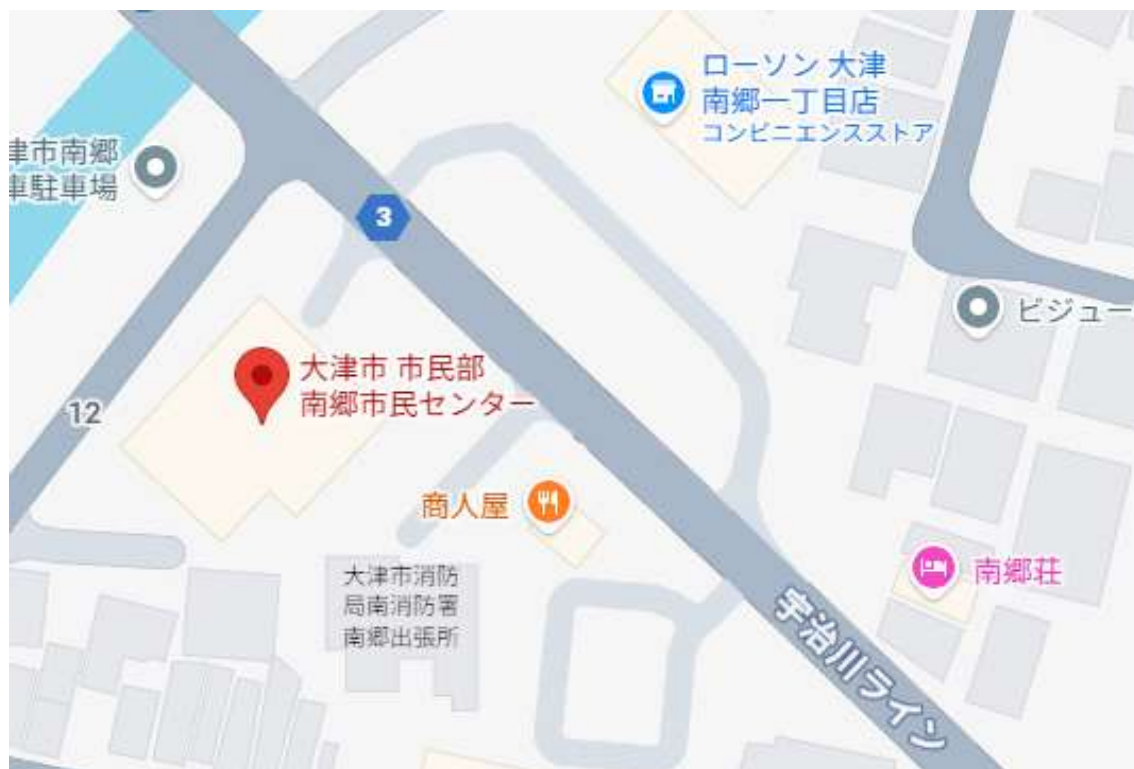 ローソン 大津
南郷一丁目店
コンビニエンスストア
津市南郷
車駐車場
3
ビジュー
大津市 市民部
南郷市民センター
12
商人屋
大津市消防
局南消防署
南郷出張所
南郷荘
宇治川ライン